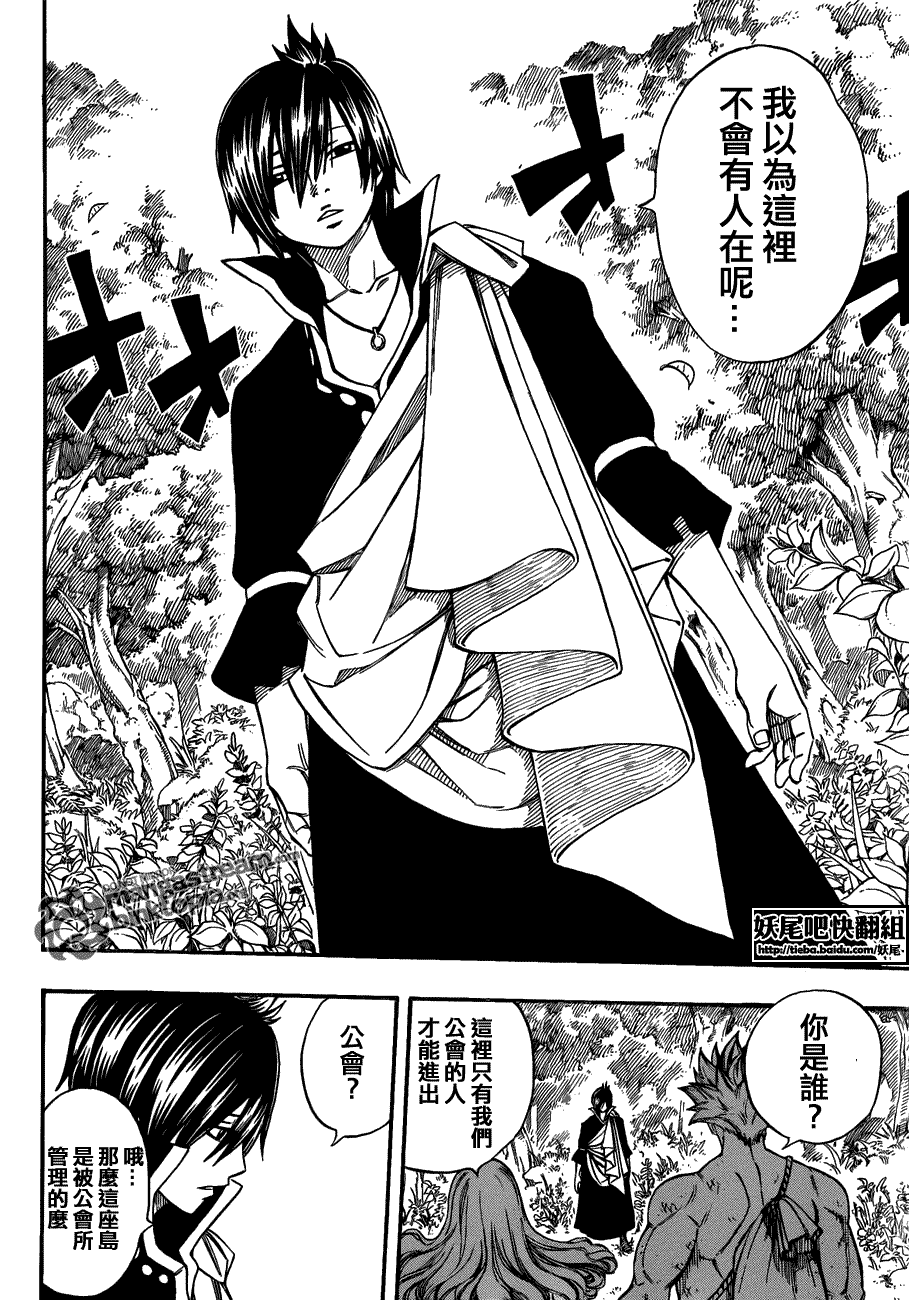 我以為這裡
不會有人在呢…
妖尾吧快翻組
http://tieba.baidu.com/妖尾
你是誰?
這裡只有我們
公會的人
才能進出
公會?
哦…
那麼這座島
是被公會所
管理的麼
mangastream